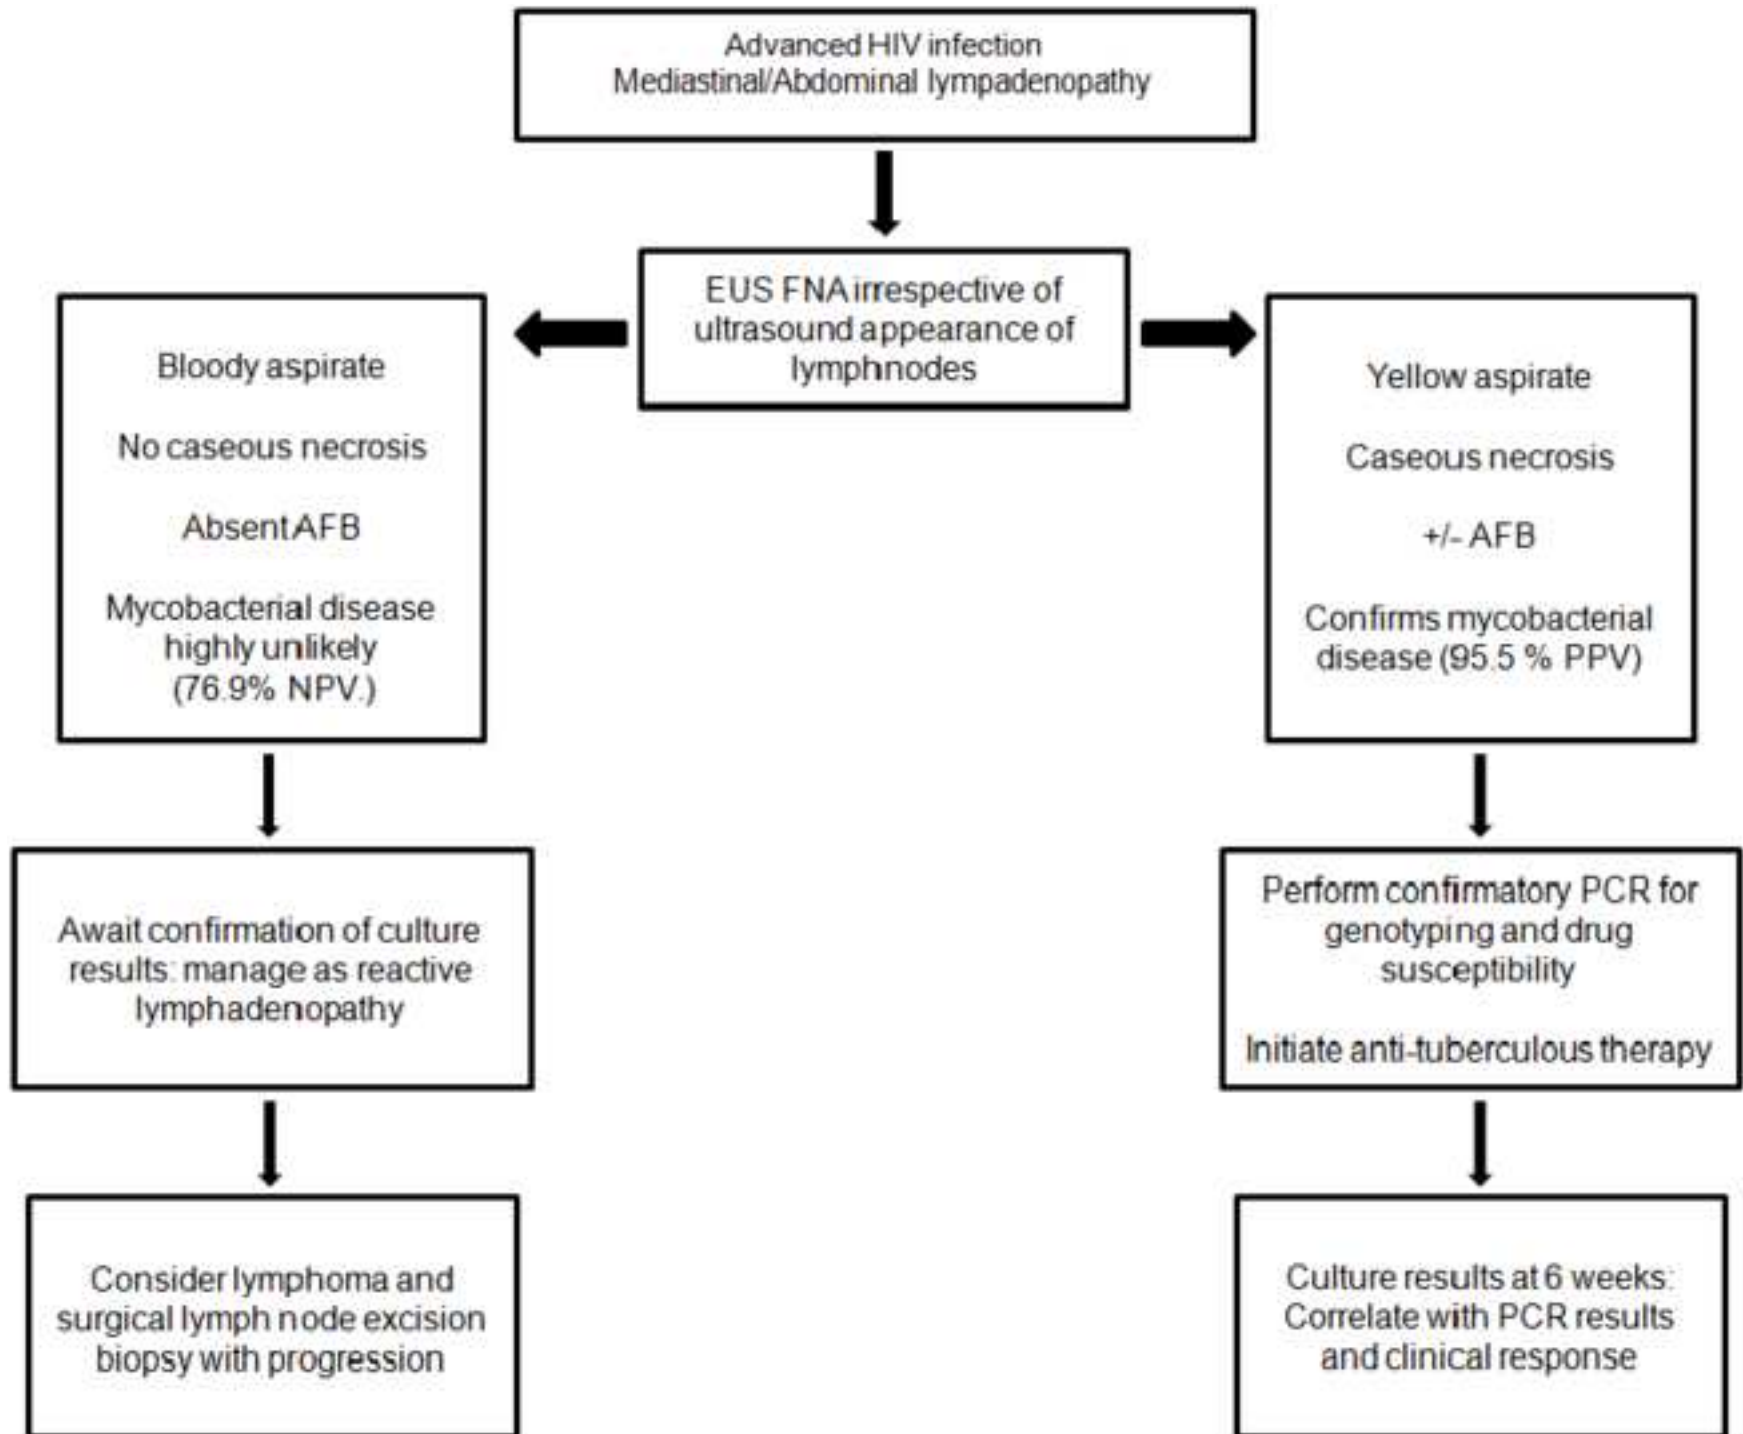 Advanced HIV infection
Mediastinal/Abdominal lympadenopathy
EUS FNA irrespective of
ultrasound appearance of
lymphnodes
Bloody aspirate
No caseous necrosis
Absent AFB
Mycobacterial disease
highly unlikely
(76.9% NPV.)
Await confirmation of culture
results: manage as reactive
lymphadenopathy
Consider lymphoma and
surgical lymph node excision
biopsy with progression
Yellow aspirate
Caseous necrosis
+/- AFB
Confirms mycobacterial
disease (95.5 % PPV)
Perform confirmatory PCR for
genotyping and drug
susceptibility
Initiate anti-tuberculous therapy
Culture results at 6 weeks:
Correlate with PCR results
and clinical response